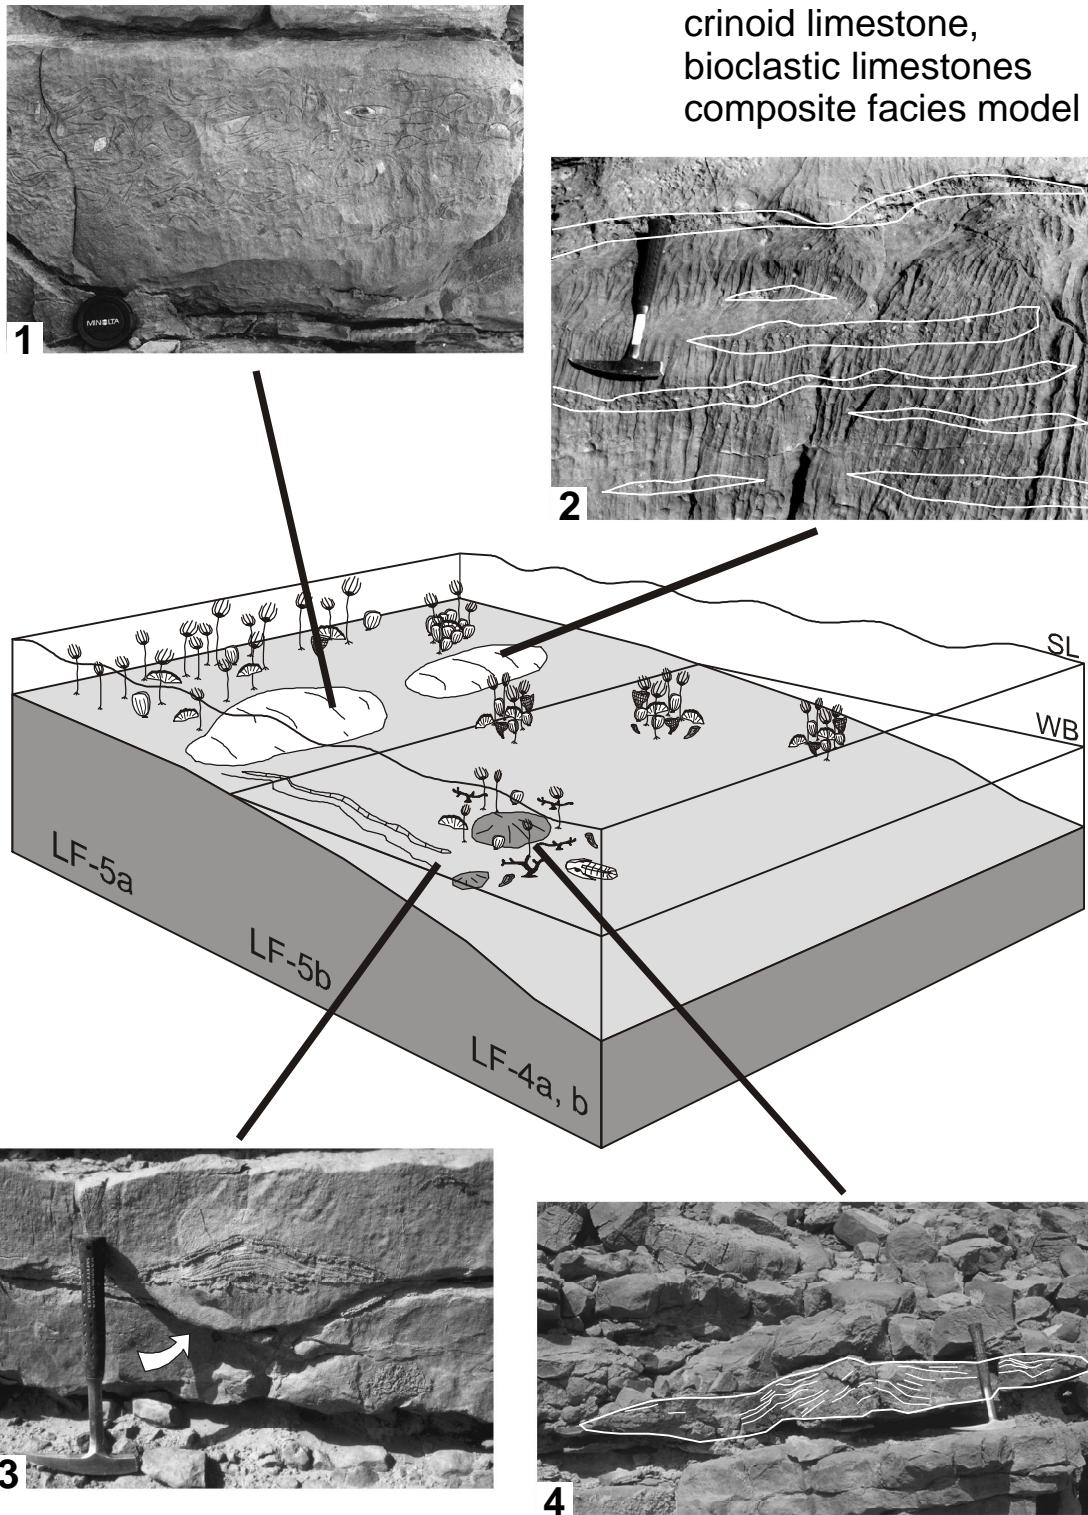 crinoid limestone,
bioclastic limestones
composite facies model
MINOLTA
1
2
SL
WB
LF-5a
LF-5b
LF-4a, b
3
4